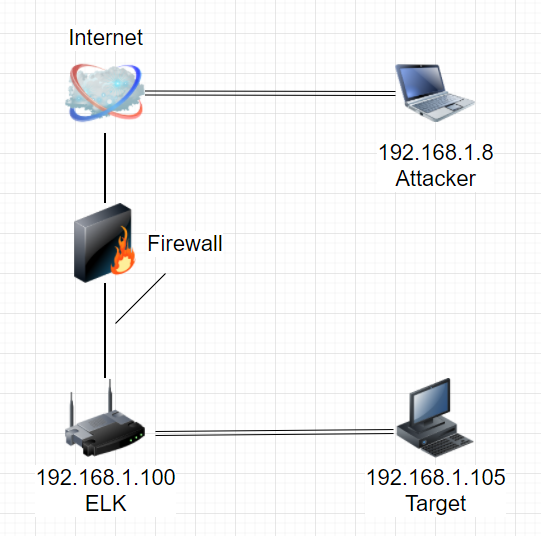 Internet
192.168.1.8
Attacker
Firewall
192.168.1.100
ELK
192.168.1.105
Target